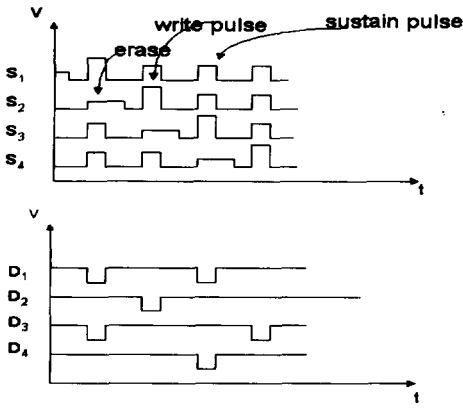 V
write pulse
sustain pulse
erase
S1
S2
S3
S4
t
V
D1
D2
D3
D4
t